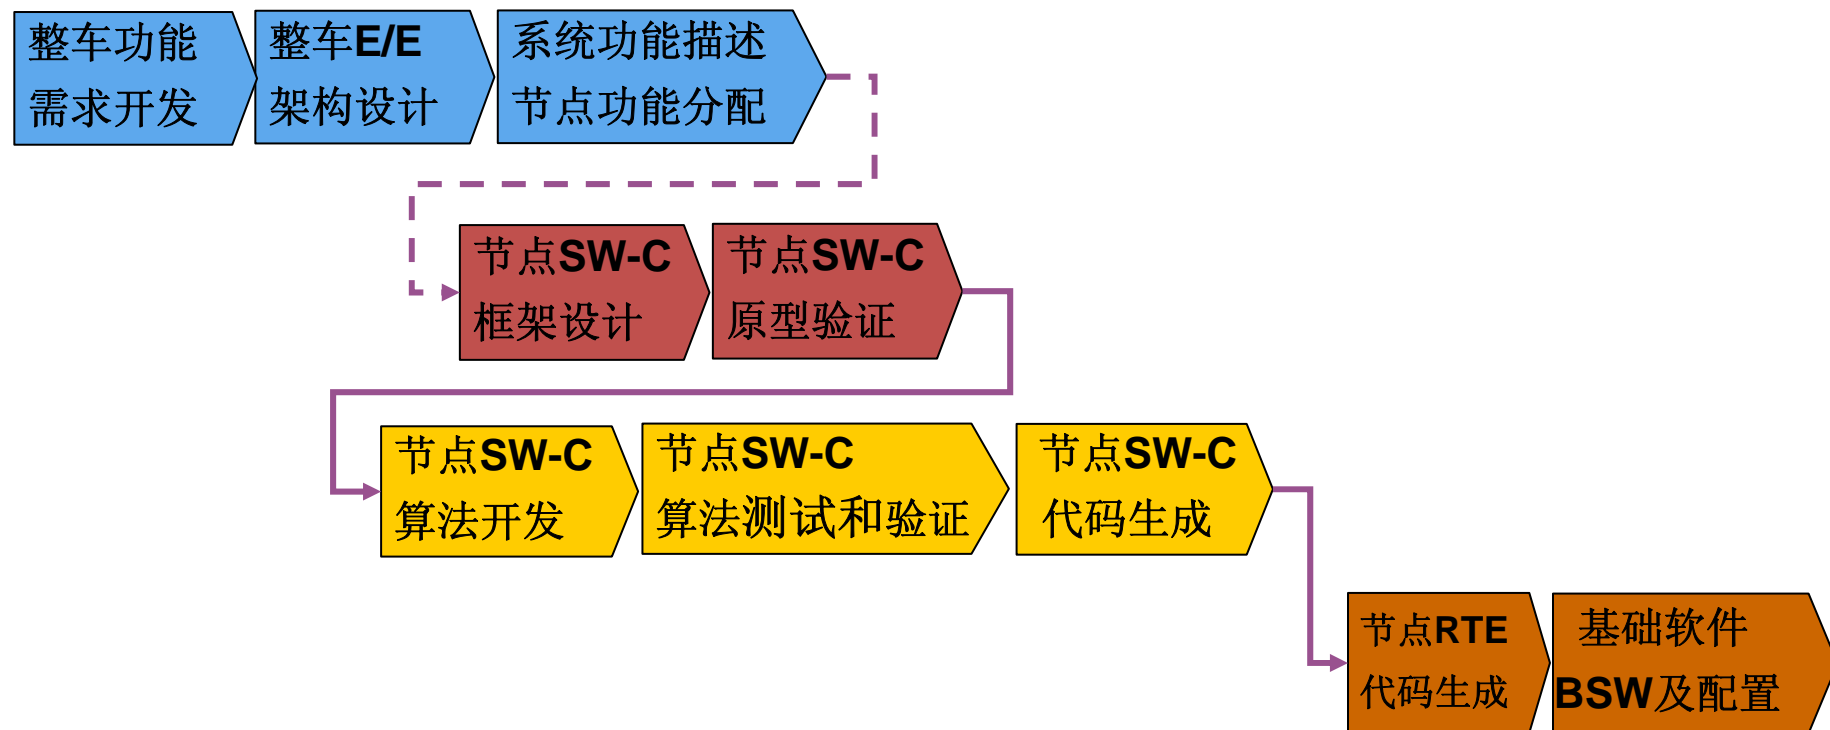 整车功能
需求开发
整车E/E
架构设计
系统功能描述
节点功能分配
节点SW-C
框架设计
节点SW-C
原型验证
节点SW-C
算法开发
节点SW-C
算法测试和验证
节点SW-C
代码生成
节点RTE
代码生成
基础软件
BSW及配置